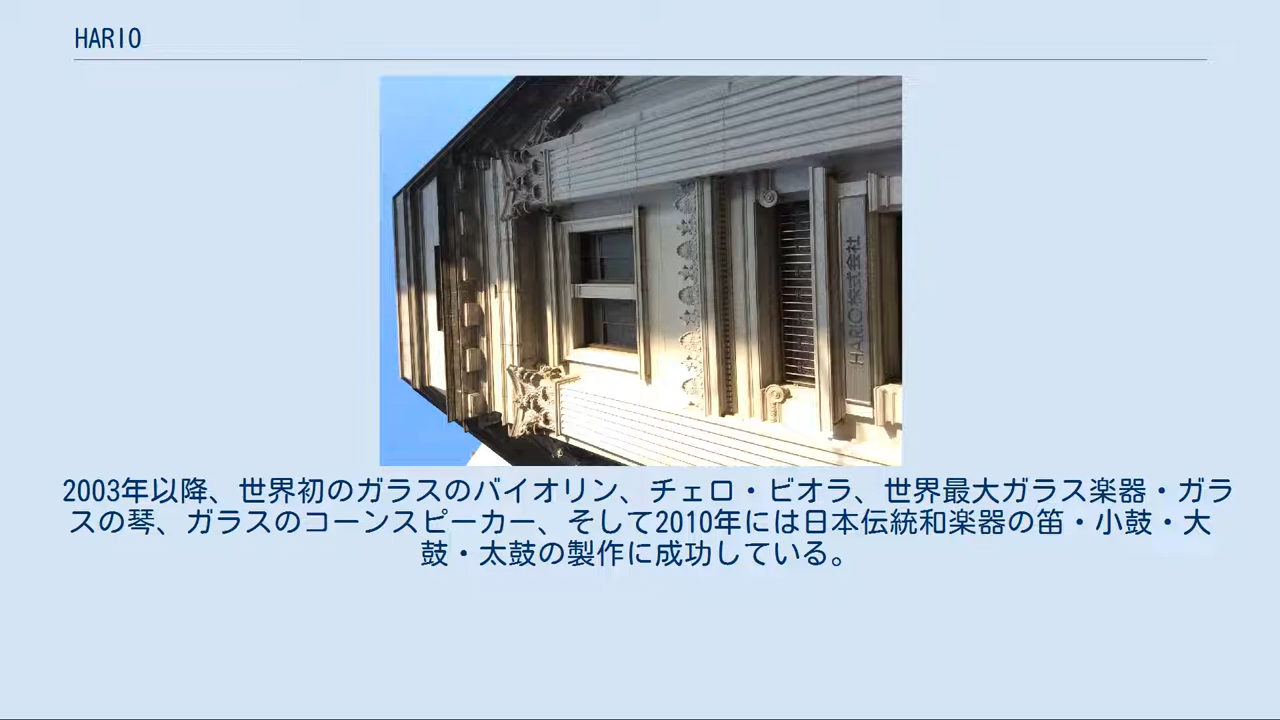 HARIO
HARIO株式会社
2003年以降、世界初のガラスのバイオリン、チェロ・ビオラ、世界最大ガラス楽器・ガラ
スの琴、ガラスのコーンスピーカー、そして2010年には日本伝統和楽器の笛・小鼓・大
鼓・太鼓の製作に成功している。